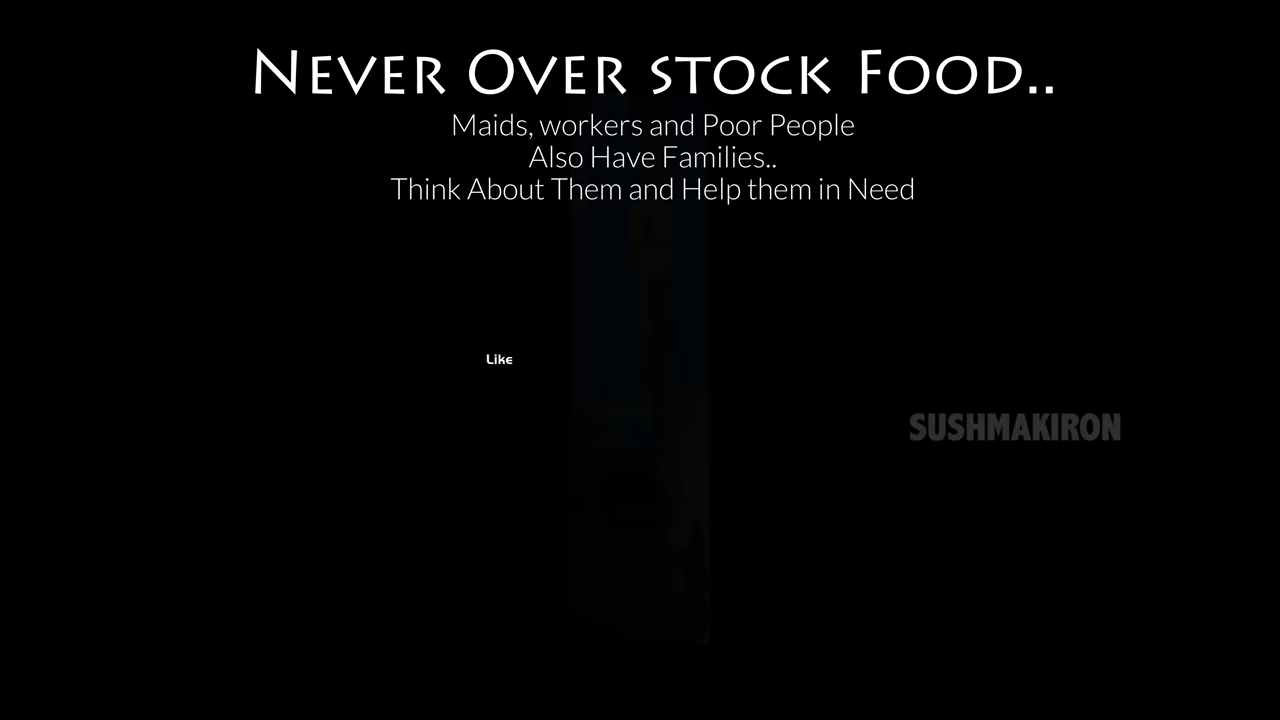 Never Over stock Food..
Maids, workers and Poor People
Also Have Families..
Think About Them and Help them in Need
Like
SUSHMAKIRON